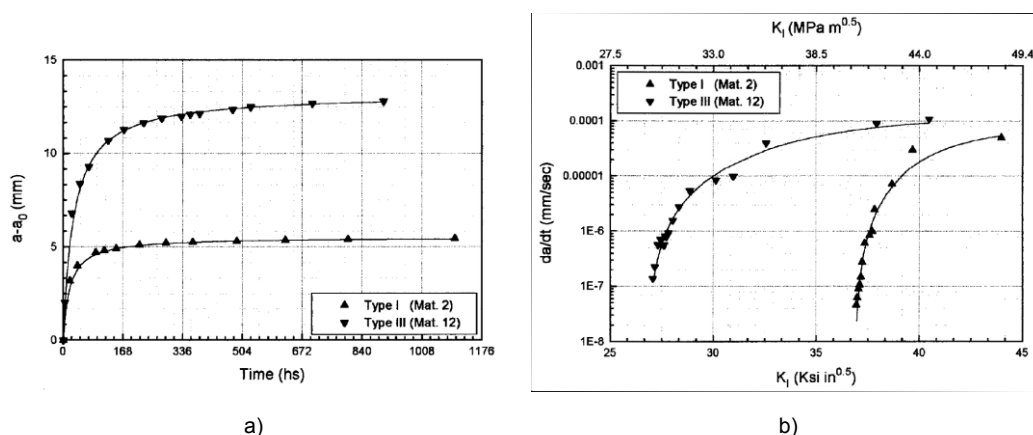 15
10
5
0
a-a0 (mm)
Type I (Mat. 2)
Type III (Mat. 12)
0 168 336 504 672 840 1008 1176
Time (hs)
a)
KI (MPa m0.5)
27.5 33.0 38.5 44.0 49.4
0.001
0.0001
0.00001
1E-6
1E-7
1E-8
da/dt (mm/sec)
Type I (Mat. 2)
Type III (Mat. 12)
25 30 35 40 45
KI (Ksi in0.5)
b)